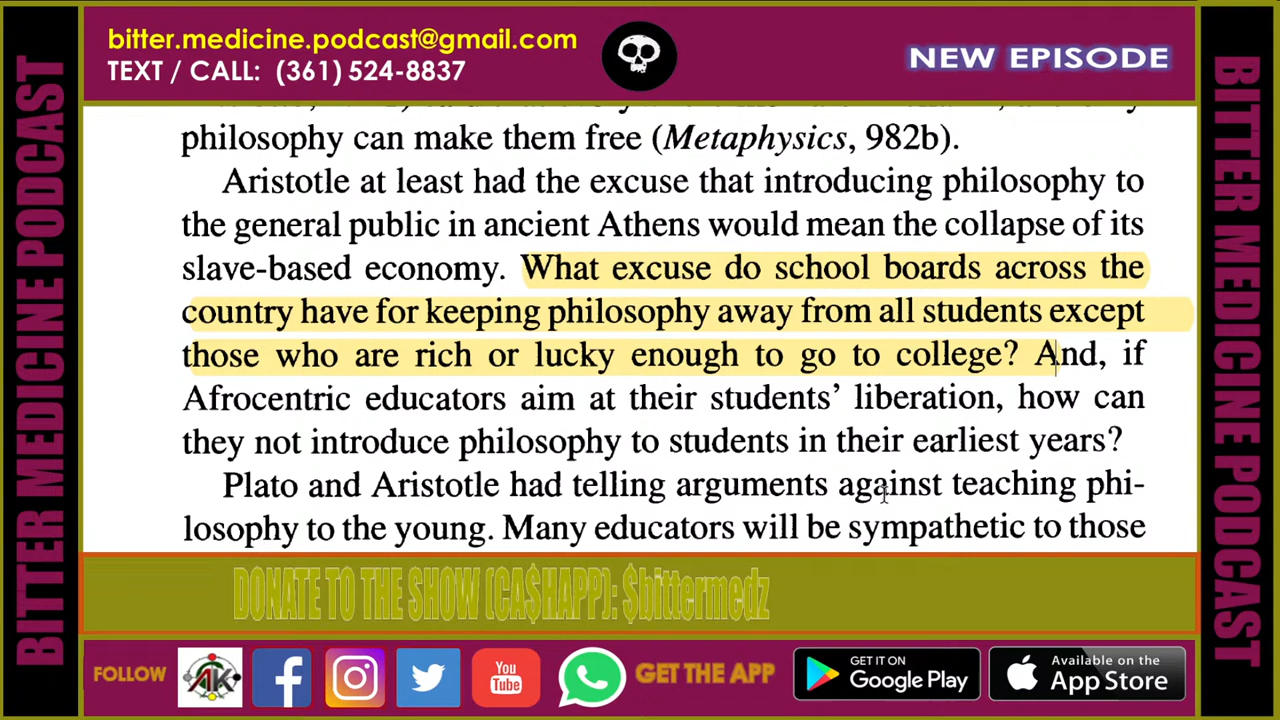 bitter.medicine.podcast@gmail.com
TEXT / CALL: (361) 524-8837
NEW EPISODE
BITTER MEDICINE PODCAST
philosophy can make them free (Metaphysics, 982b).
Aristotle at least had the excuse that introducing philosophy to
the general public in ancient Athens would mean the collapse of its
slave-based economy. What excuse do school boards across the
country have for keeping philosophy away from all students except
those who are rich or lucky enough to go to college? And, if
Afrocentric educators aim at their students’ liberation, how can
they not introduce philosophy to students in their earliest years?
Plato and Aristotle had telling arguments against teaching phi-
losophy to the young. Many educators will be sympathetic to those
BITTER MEDICINE PODCAST
DONATE TO THE SHOW (CA$HAPP): $bittermedz
FOLLOW
You
Tube
GET THE APP
GET IT ON
Google Play
Available on the
App Store